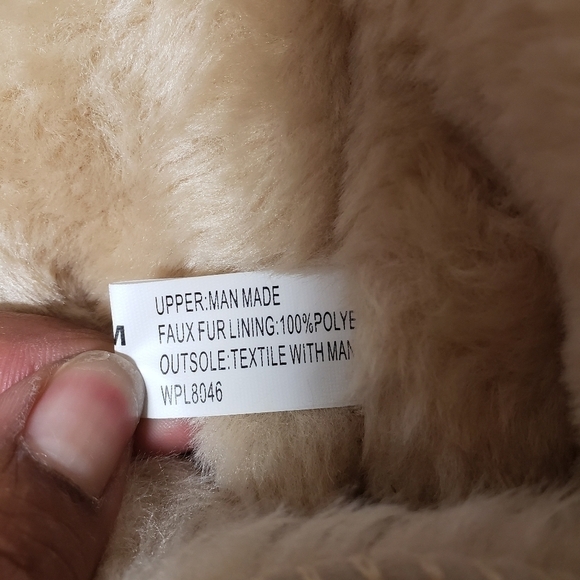 M
UPPER:MAN MADE
FAUX FUR LINING:100%POLYE
OUTSOLE:TEXTILE WITH MAN
WPL8046